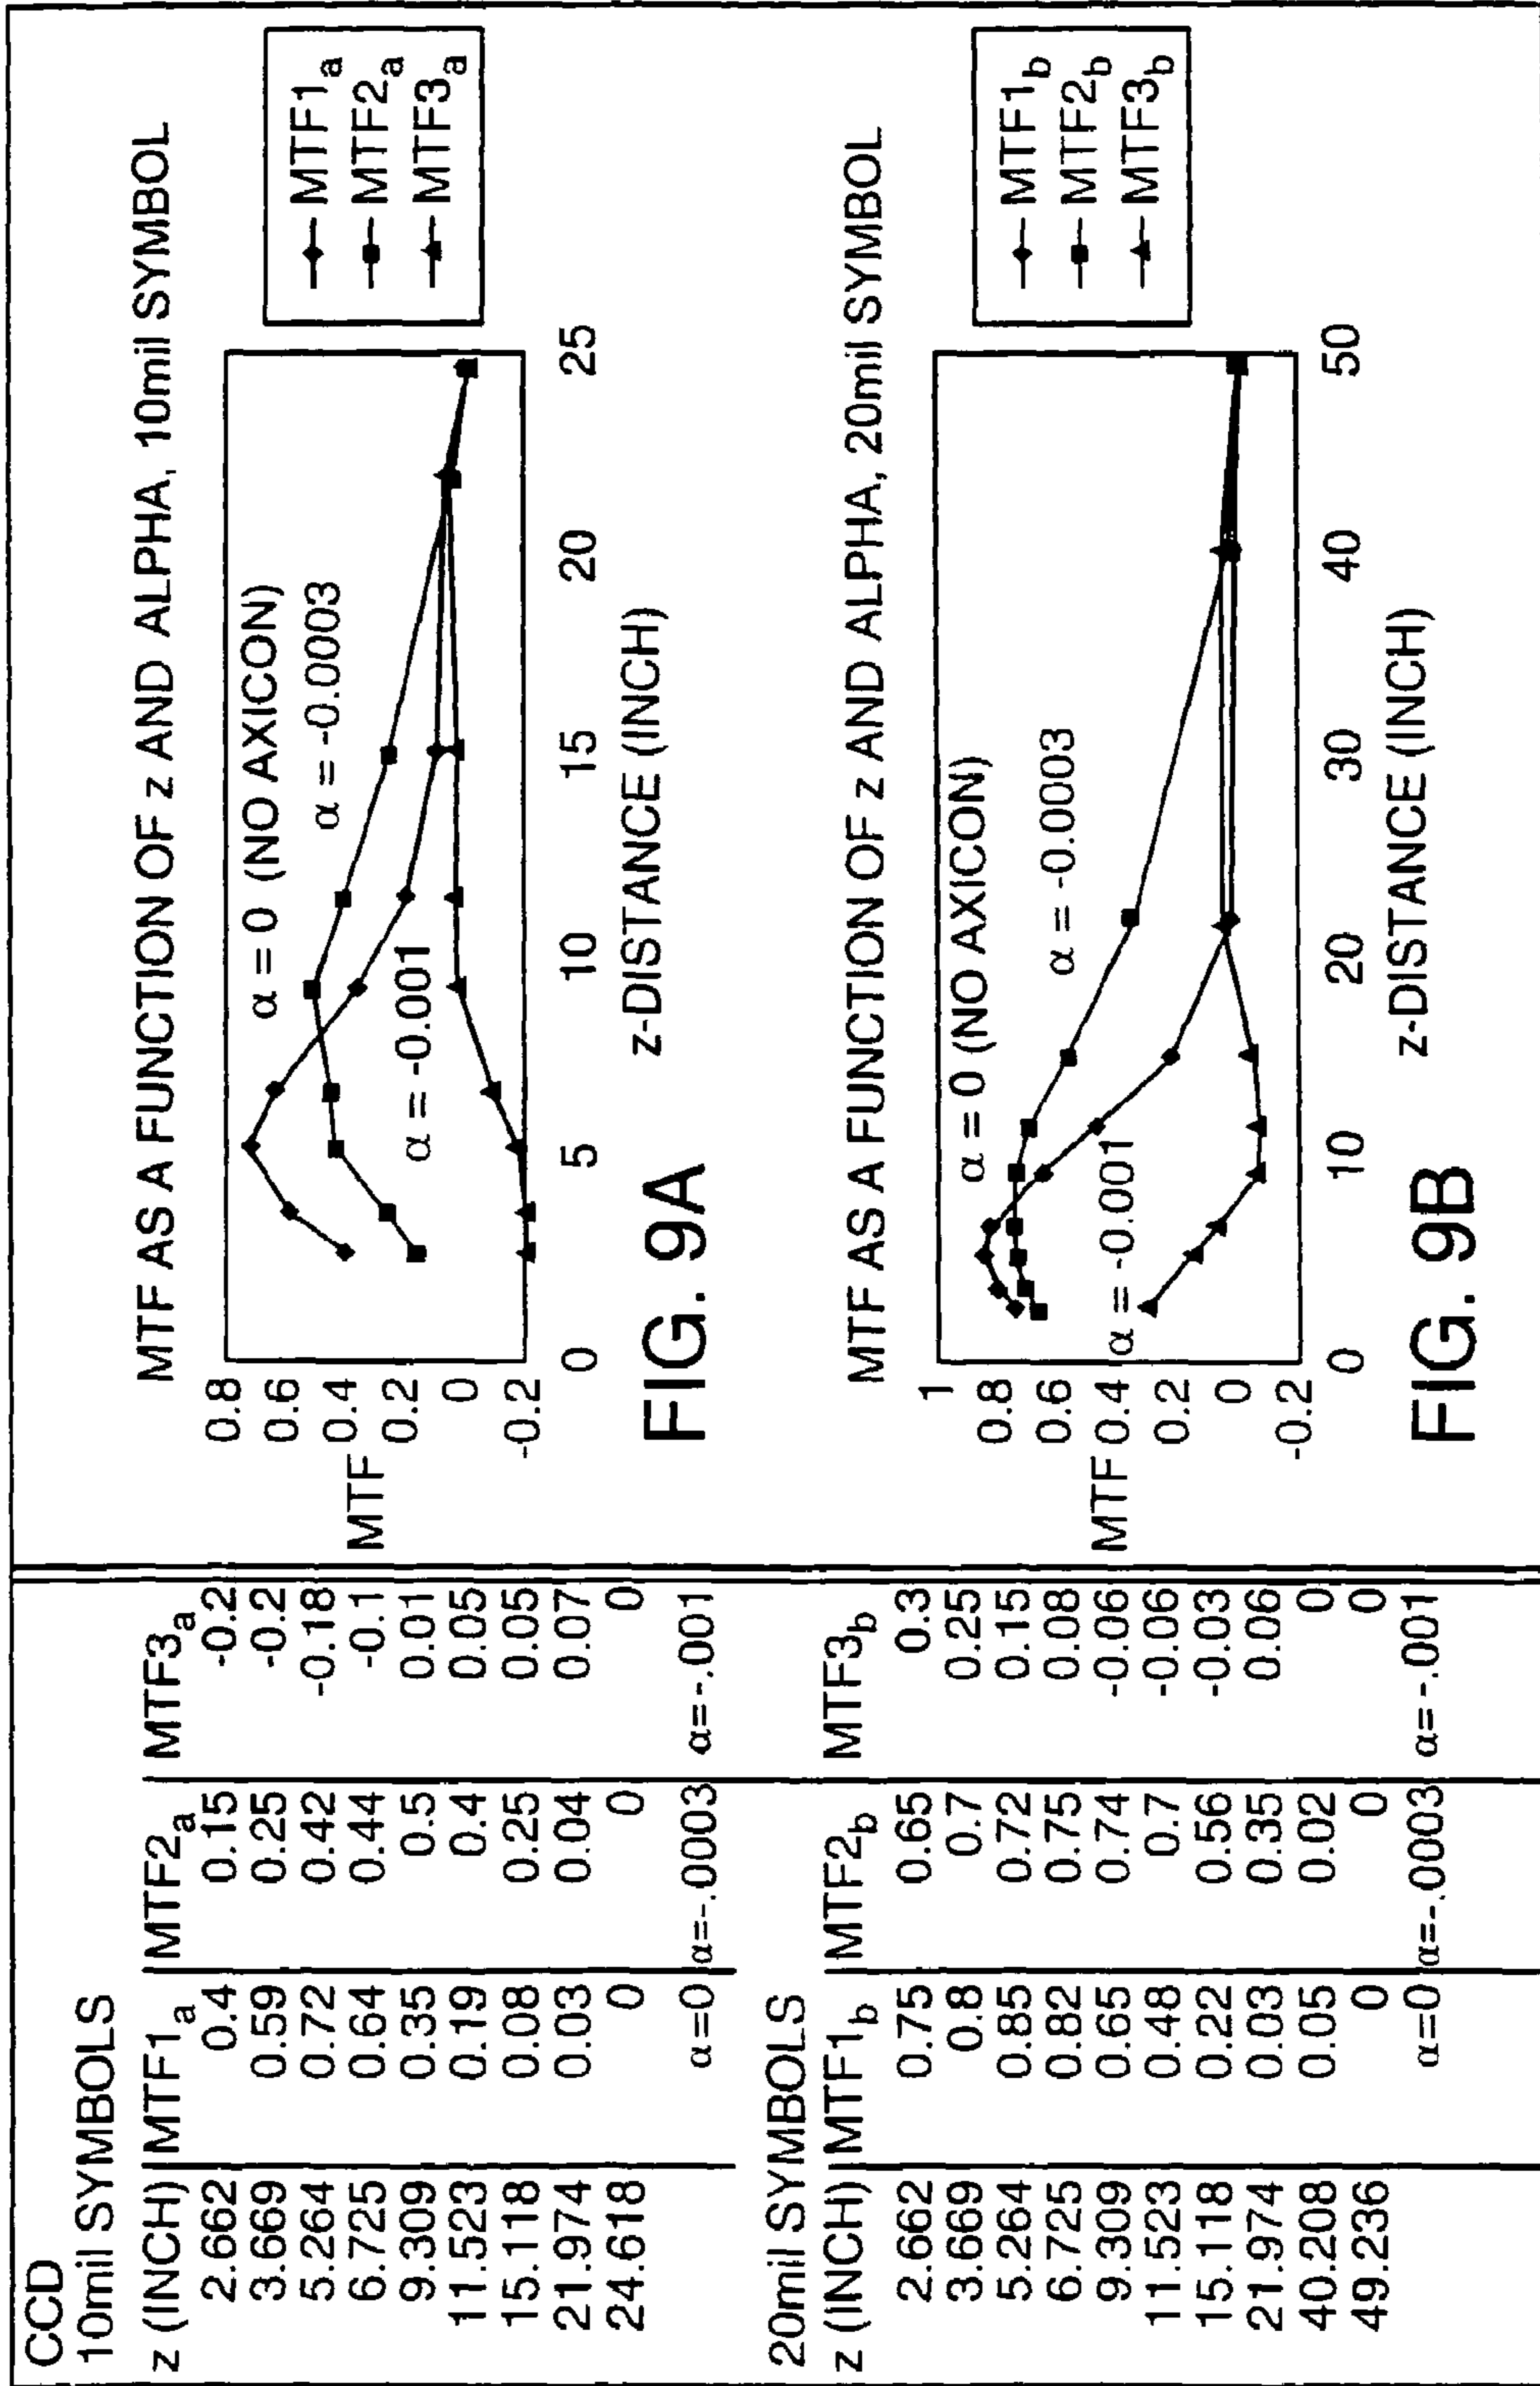 CCD
10mil SYMBOLS
z (INCH) MTF1a MTF2a MTF3a
2.662 0.4 0.15 -0.2
3.669 0.59 0.25 -0.2
5.264 0.72 0.42 -0.18
6.725 0.64 0.44 -0.1
9.309 0.35 0.5 0.01
11.523 0.19 0.4 0.05
15.118 0.08 0.25 0.05
21.974 0.03 0.04 0.07
24.618 0 0 0
α=0 α=-.0003 α=-.001
20mil SYMBOLS
z (INCH) MTF1b MTF2b MTF3b
2.662 0.75 0.65 0.3
3.669 0.8 0.7 0.25
5.264 0.85 0.72 0.15
6.725 0.82 0.75 0.08
9.309 0.65 0.74 -0.06
11.523 0.48 0.7 -0.06
15.118 0.22 0.56 -0.03
21.974 0.03 0.35 0.06
40.208 0.05 0.02 0
49.236 0 0 0
α=0 α=-.0003 α=-.001
MTF AS A FUNCTION OF z AND ALPHA, 10mil SYMBOL
0.8
0.6
0.4
0.2
0
-0.2
MTF
α = 0 (NO AXICON)
α = -0.0003
α = -0.001
0 5 10 15 20 25
z-DISTANCE (INCH)
MTF1a
MTF2a
MTF3a
FIG. 9A
MTF AS A FUNCTION OF z AND ALPHA, 20mil SYMBOL
1
0.8
0.6
0.4
0.2
0
-0.2
MTF
α = 0 (NO AXICON)
α = -0.0003
α = -0.001
0 10 20 30 40 50
z-DISTANCE (INCH)
MTF1b
MTF2b
MTF3b
FIG. 9B